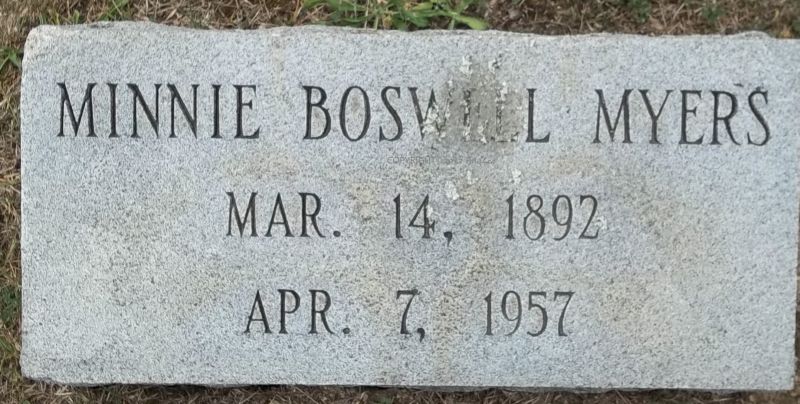 MINNIE BOSWELL MYERS
MAR. 14, 1892
APR. 7, 1957